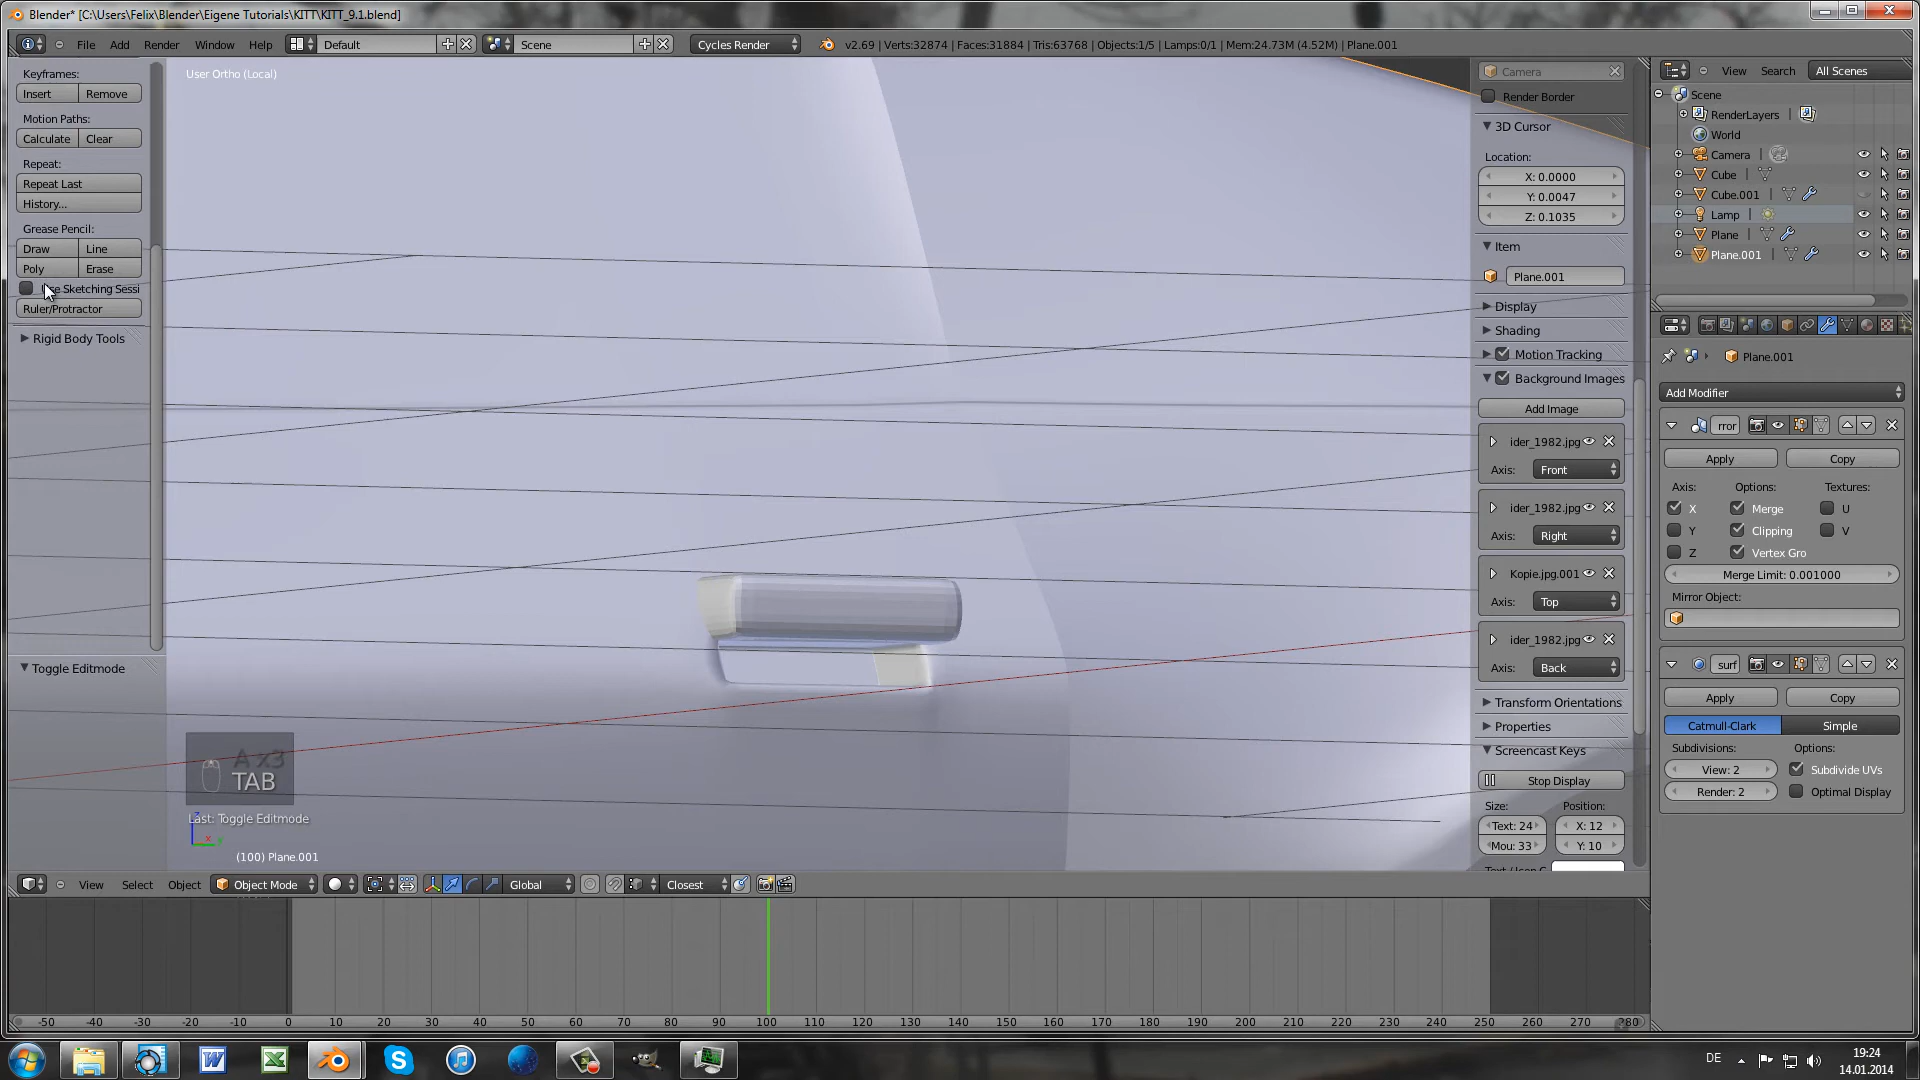 Blender* [C:\Users\Felix\Blender\Eigene Tutorials\KITT\KITT_9.1.blend]
File Add Render Window Help Default Scene Cycles Render v2.69 | Verts:32874 | Faces:31884 | Tris:63768 | Objects:1/5 | Lamps:0/1 | Mem:24.73M (4.52M) | Plane.001
Keyframes:
Insert Remove
Motion Paths:
Calculate Clear
Repeat:
Repeat Last
History...
Grease Pencil:
Draw Line
Poly Erase
Sketching Sessi
Ruler/Protractor
Rigid Body Tools
Toggle Editmode
User Ortho (Local)
A x3
TAB
Last: Toggle Editmode
(100) Plane.001
Camera
Render Border
3D Cursor
Location:
X: 0.0000
Y: 0.0047
Z: 0.1035
Item
Plane.001
Display
Shading
Motion Tracking
Background Images
Add Image
ider_1982.jpg
Axis: Front
ider_1982.jpg
Axis: Right
Kopie.jpg.001
Axis: Top
ider_1982.jpg
Axis: Back
Transform Orientations
Properties
Screencast Keys
Stop Display
Size: Position:
Text: 24 X: 12
Mou: 33 Y: 10
View Search All Scenes
Scene
RenderLayers
World
Camera
Cube
Cube.001
Lamp
Plane
Plane.001
Plane.001
Add Modifier
rror
Apply Copy
Axis: Options: Textures:
X Merge U
Y Clipping V
Z Vertex Gro
Merge Limit: 0.001000
Mirror Object:
surf
Apply Copy
Catmull-Clark Simple
Subdivisions: Options:
View: 2 Subdivide UVs
Render: 2 Optimal Display
View Select Object Object Mode Global Closest
-50 -40 -30 -20 -10 0 10 20 30 40 50 60 70 80 90 100 110 120 130 140 150 160 170 180 190 200 210 220 230 240 250 260 270 280
DE 19:24
14.01.2014